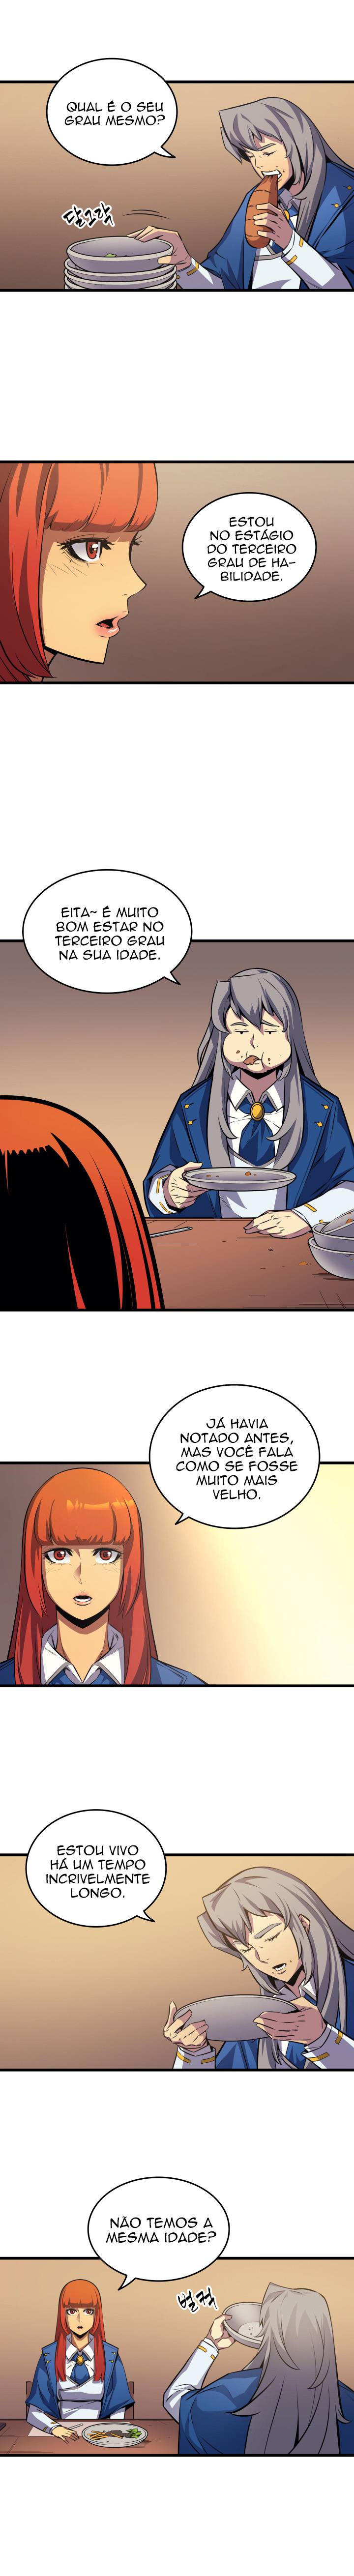 QUAL É O SEU
GRAU MESMO?
달그락
ESTOU
NO ESTÁGIO
DO TERCEIRO
GRAU DE HA-
BILIDADE.
EITA~ É MUITO
BOM ESTAR NO
TERCEIRO GRAU
NA SUA IDADE.
JÁ HAVIA
NOTADO ANTES,
MAS VOCÊ FALA
COMO SE FOSSE
MUITO MAIS
VELHO.
ESTOU VIVO
HÁ UM TEMPO
INCRIVELMENTE
LONGO.
NÃO TEMOS A
MESMA IDADE?
벌컥